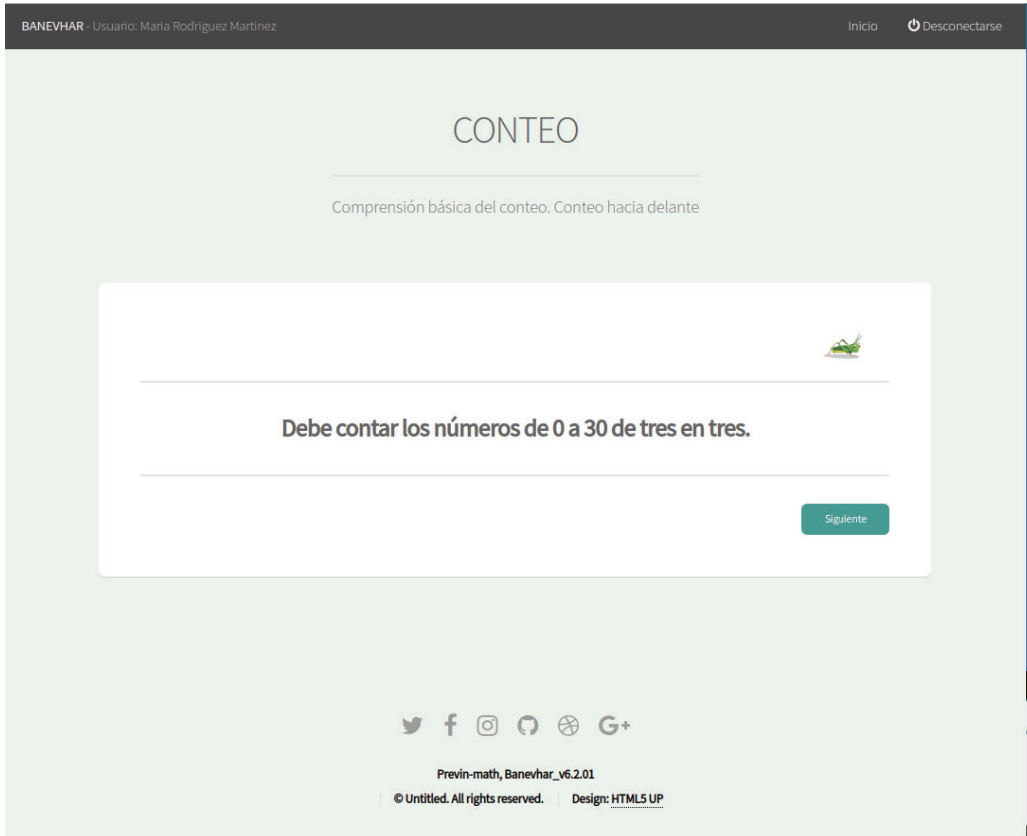 BANEVHAR - Usuario: Maria Rodriguez Martinez Inicio Desconectarse
CONTEO
Comprensión básica del conteo. Conteo hacia delante
Debe contar los números de 0 a 30 de tres en tres.
Siguiente
Previn-math, Banevhar_v6.2.01
© Untitled. All rights reserved. Design: HTML5 UP